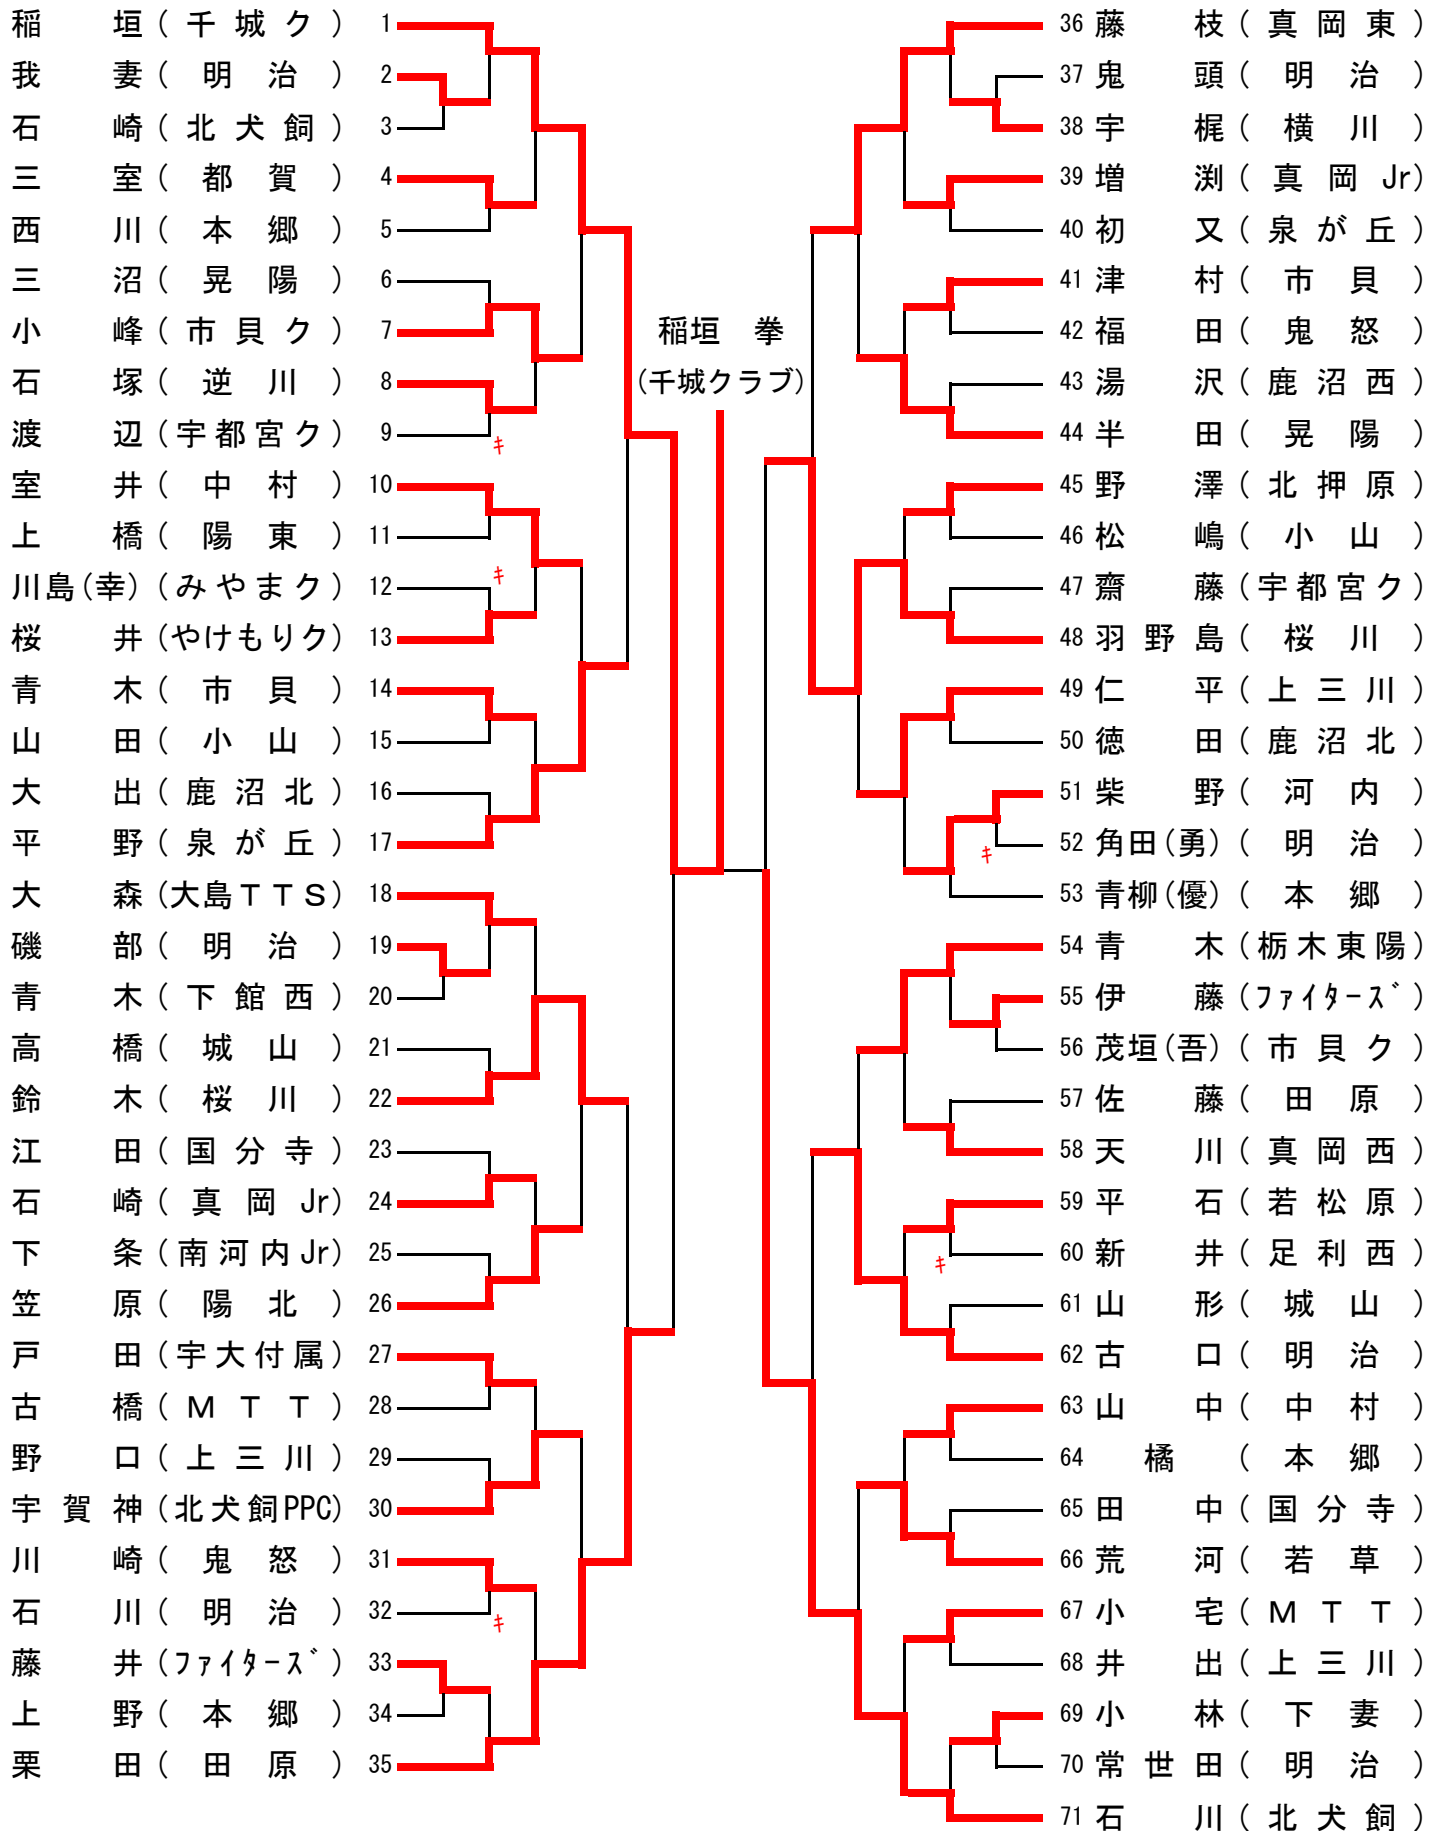 稲垣(千城ク) 1
我妻(明治) 2
石崎(北犬飼) 3
三室(都賀) 4
西川(本郷) 5
三沼(晃陽) 6
小峰(市貝ク) 7
石塚(逆川) 8
渡辺(宇都宮ク) 9
キ
室井(中村) 10
上橋(陽東) 11
キ
川島(幸)(みやまク) 12
桜井(やけもりク) 13
青木(市貝) 14
山田(小山) 15
大出(鹿沼北) 16
平野(泉が丘) 17
大森(大島TTS) 18
磯部(明治) 19
青木(下館西) 20
高橋(城山) 21
鈴木(桜川) 22
江田(国分寺) 23
石崎(真岡Jr) 24
下条(南河内Jr) 25
笠原(陽北) 26
戸田(宇大付属) 27
古橋(MTT) 28
野口(上三川) 29
宇賀神(北犬飼PPC) 30
川崎(鬼怒) 31
石川(明治) 32
キ
藤井(ファイターズ) 33
上野(本郷) 34
栗田(田原) 35
稲垣 拳
(千城クラブ)
36 藤枝(真岡東)
37 鬼頭(明治)
38 宇梶(横川)
39 増渕(真岡Jr)
40 初又(泉が丘)
41 津村(市貝)
42 福田(鬼怒)
43 湯沢(鹿沼西)
44 半田(晃陽)
45 野澤(北押原)
46 松嶋(小山)
47 齋藤(宇都宮ク)
48 羽野島(桜川)
49 仁平(上三川)
50 徳田(鹿沼北)
51 柴野(河内)
52 角田(勇)(明治)
キ
53 青柳(優)(本郷)
54 青木(栃木東陽)
55 伊藤(ファイターズ)
56 茂垣(吾)(市貝ク)
57 佐藤(田原)
58 天川(真岡西)
59 平石(若松原)
60 新井(足利西)
キ
61 山形(城山)
62 古口(明治)
63 山中(中村)
64 橘(本郷)
65 田中(国分寺)
66 荒河(若草)
67 小宅(MTT)
68 井出(上三川)
69 小林(下妻)
70 常世田(明治)
71 石川(北犬飼)